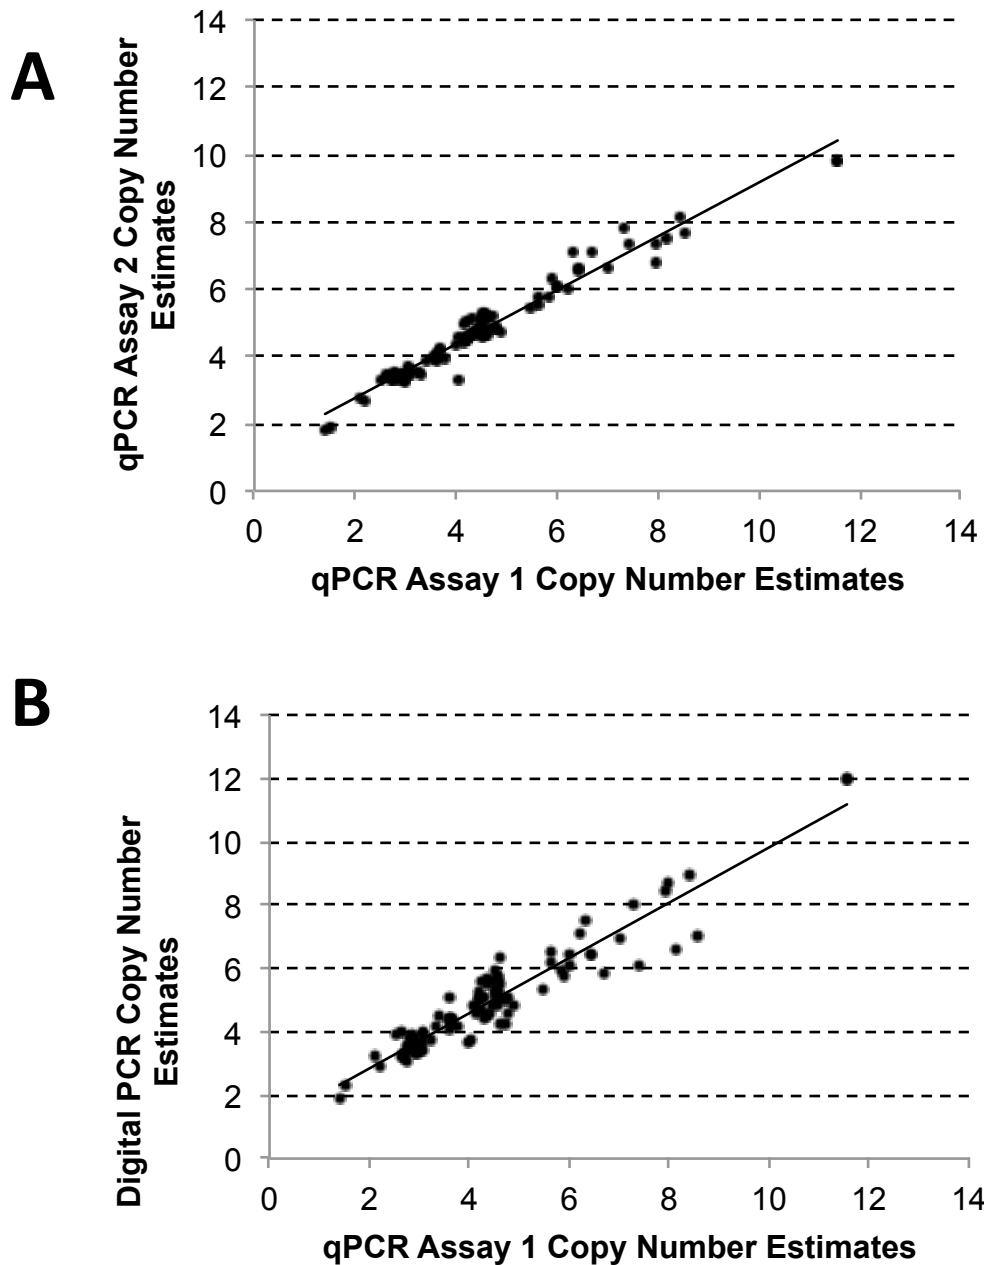 A
qPCR Assay 2 Copy Number
Estimates
14
12
10
8
6
4
2
0
0 2 4 6 8 10 12 14
qPCR Assay 1 Copy Number Estimates
B
Digital PCR Copy Number
Estimates
14
12
10
8
6
4
2
0
0 2 4 6 8 10 12 14
qPCR Assay 1 Copy Number Estimates